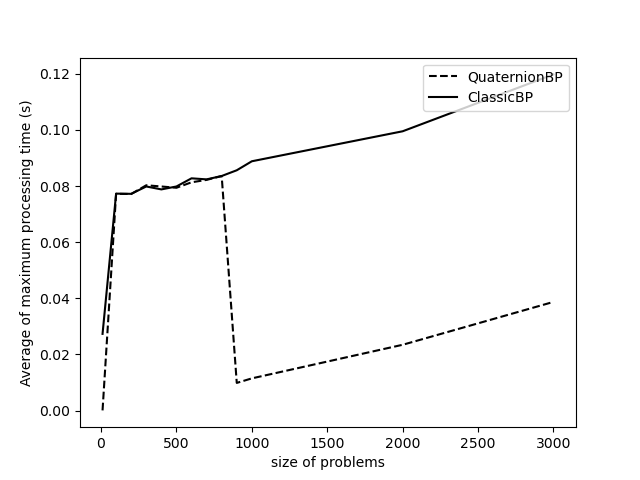 QuaternionBP
ClassicBP
Average of maximum processing time (s)
0.12
0.10
0.08
0.06
0.04
0.02
0.00
0 500 1000 1500 2000 2500 3000
size of problems